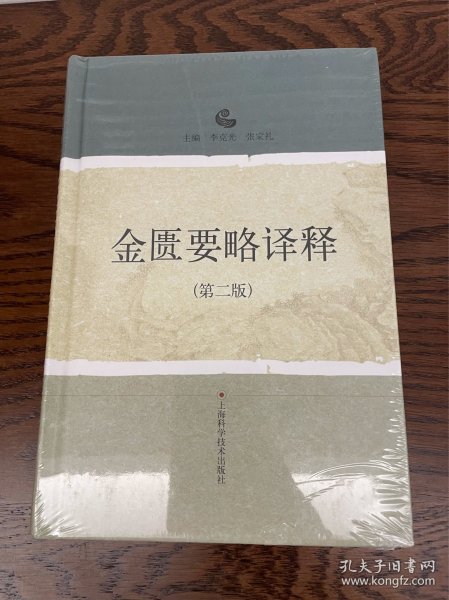 主编 李克光 张家礼
金匮要略译释
(第二版)
上海科学技术出版社
孔夫子旧书网
www.kongfz.com